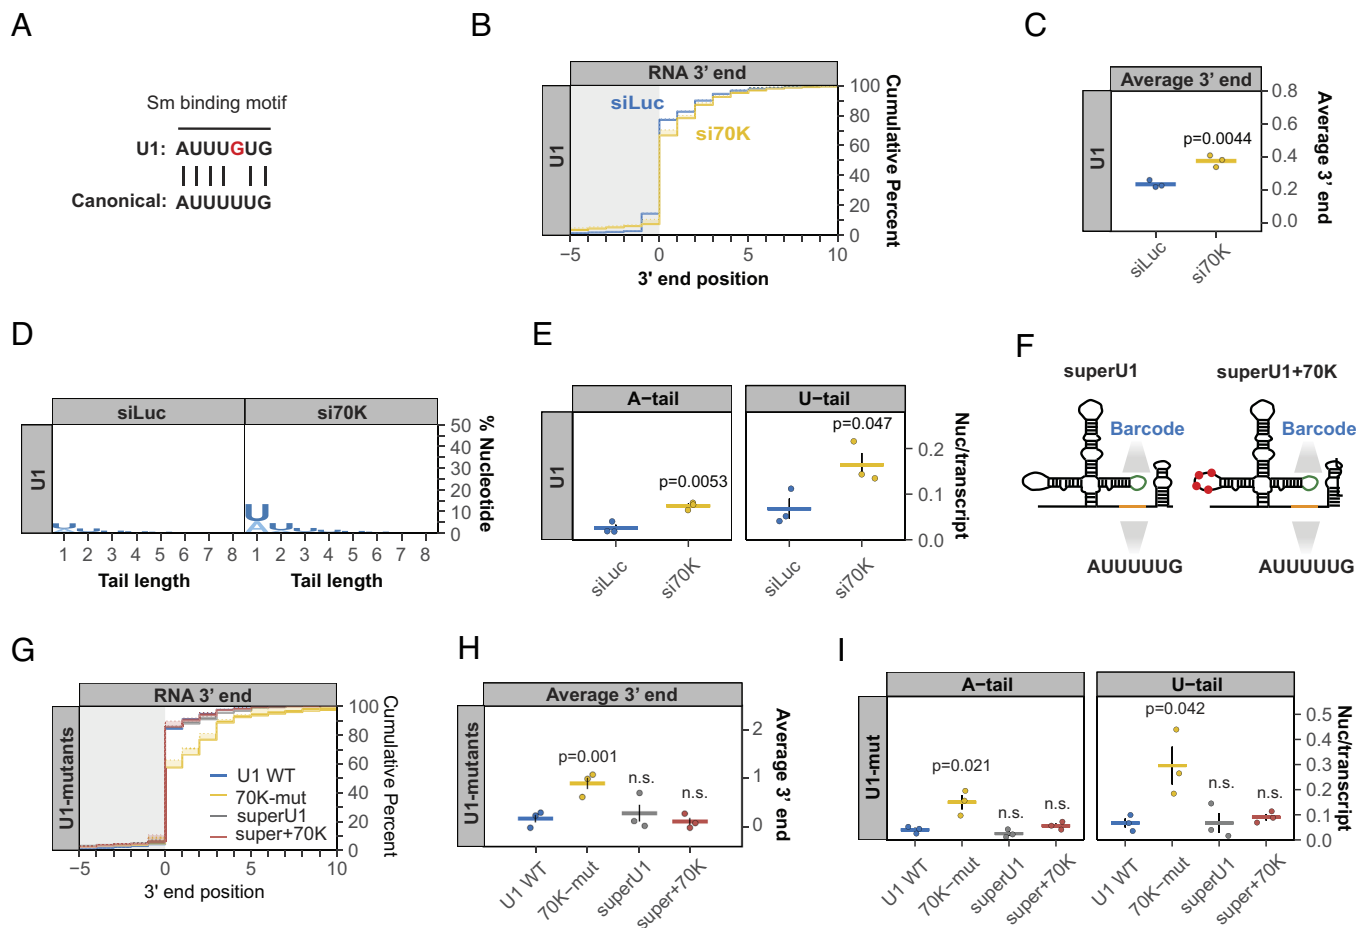 A
Sm binding motif
U1: AUUUGUG
Canonical: AUUUUUG
B
RNA 3' end
U1
siLuc
si70K
100
80
60
40
20
0
Cumulative Percent
−5 0 5 10
3' end position
C
Average 3' end
U1
p=0.0044
0.8
0.6
0.4
0.2
0.0
Average 3' end
siLuc si70K
D
siLuc si70K
U1
U
A
U
50
40
30
20
10
0
% Nucleotide
1 2 3 4 5 6 7 8 1 2 3 4 5 6 7 8
Tail length Tail length
E
A-tail U-tail
U1
p=0.0053
p=0.047
0.2
0.1
0.0
Nuc/transcript
siLuc si70K siLuc si70K
F
superU1 superU1+70K
Barcode Barcode
AUUUUUG AUUUUUG
G
RNA 3' end
U1-mutants
U1 WT
70K-mut
superU1
super+70K
100
80
60
40
20
0
Cumulative Percent
−5 0 5 10
3' end position
H
Average 3' end
U1-mutants
p=0.001
n.s.
n.s.
2
1
0
Average 3' end
U1 WT 70K−mut superU1 super+70K
I
A−tail U−tail
U1-mut
p=0.021
n.s.
n.s.
p=0.042
n.s.
n.s.
0.5
0.4
0.3
0.2
0.1
0.0
Nuc/transcript
U1 WT 70K−mut superU1 super+70K U1 WT 70K−mut superU1 super+70K